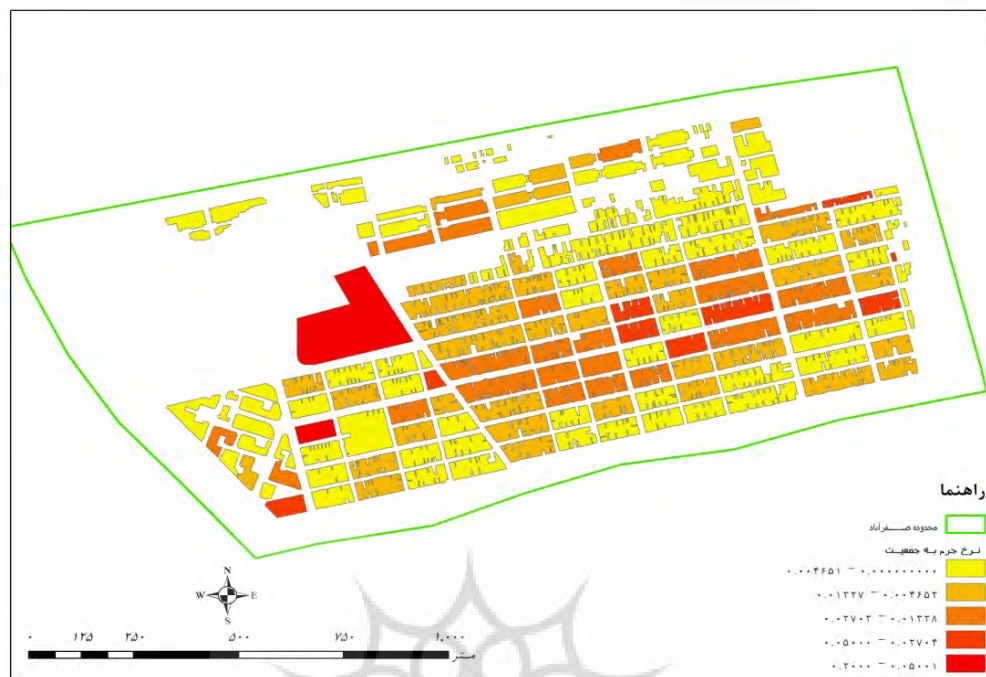 N
W E
S
۰ ۱۲۵ ۲۵۰ ۵۰۰ ۷۵۰ ۱.۰۰۰
متر
راهنما
محدوده صفرآباد
نرخ جرم به جمعیت
۰.۰۰۴۶۵۱ – ۰.۰۰۰۰۰۰۰۰۰
۰.۰۱۳۲۷ – ۰.۰۰۴۶۵۲
۰.۰۲۷۰۳ – ۰.۰۱۳۲۸
۰.۰۵۰۰۰ – ۰.۰۲۷۰۴
۰.۲۰۰۰ – ۰.۰۵۰۰۱